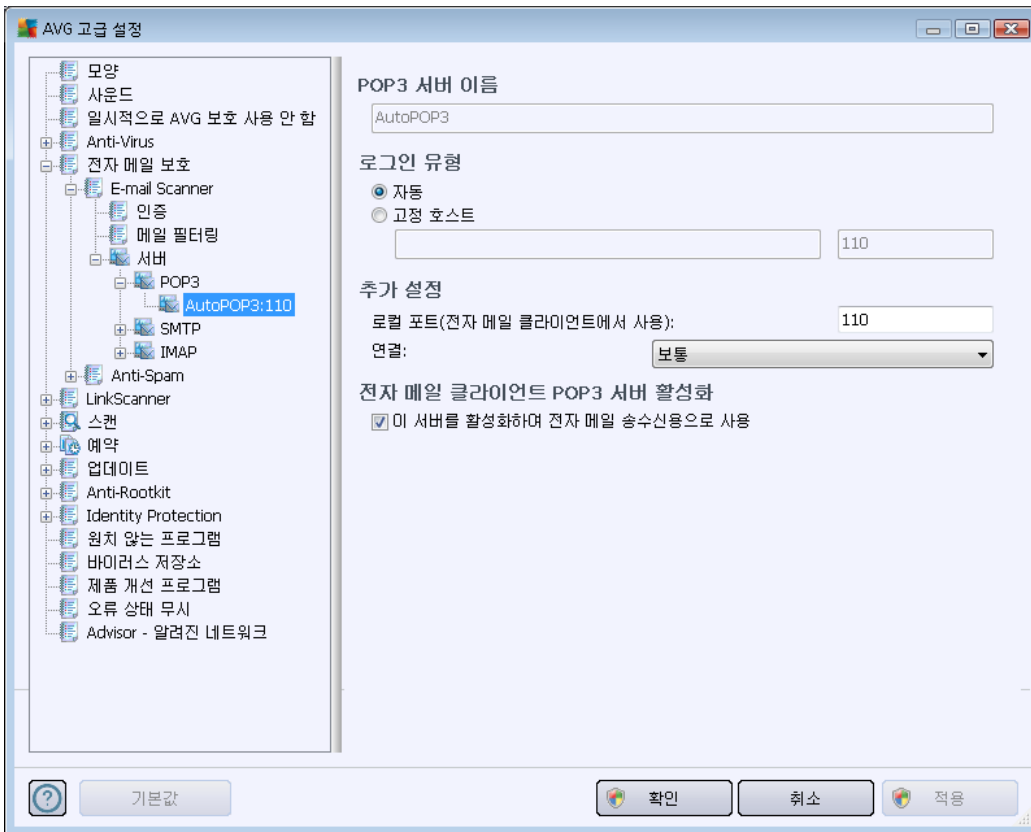 AVG 고급 설정
모양
사운드
일시적으로 AVG 보호 사용 안 함
Anti-Virus
전자 메일 보호
E-mail Scanner
인증
메일 필터링
서버
POP3
AutoPOP3:110
SMTP
IMAP
Anti-Spam
LinkScanner
스캔
예약
업데이트
Anti-Rootkit
Identity Protection
원치 않는 프로그램
바이러스 저장소
제품 개선 프로그램
오류 상태 무시
Advisor - 알려진 네트워크
POP3 서버 이름
AutoPOP3
로그인 유형
자동
고정 호스트
110
추가 설정
로컬 포트(전자 메일 클라이언트에서 사용): 110
연결: 보통
전자 메일 클라이언트 POP3 서버 활성화
이 서버를 활성화하여 전자 메일 송수신용으로 사용
기본값 확인 취소 적용